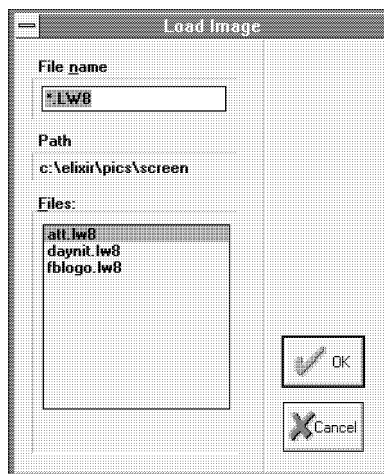 Load Image
File name
*.LW8
Path
c:\elixir\pics\screen
Files:
att.lw8
daynit.lw8
fblogo.lw8
OK
Cancel